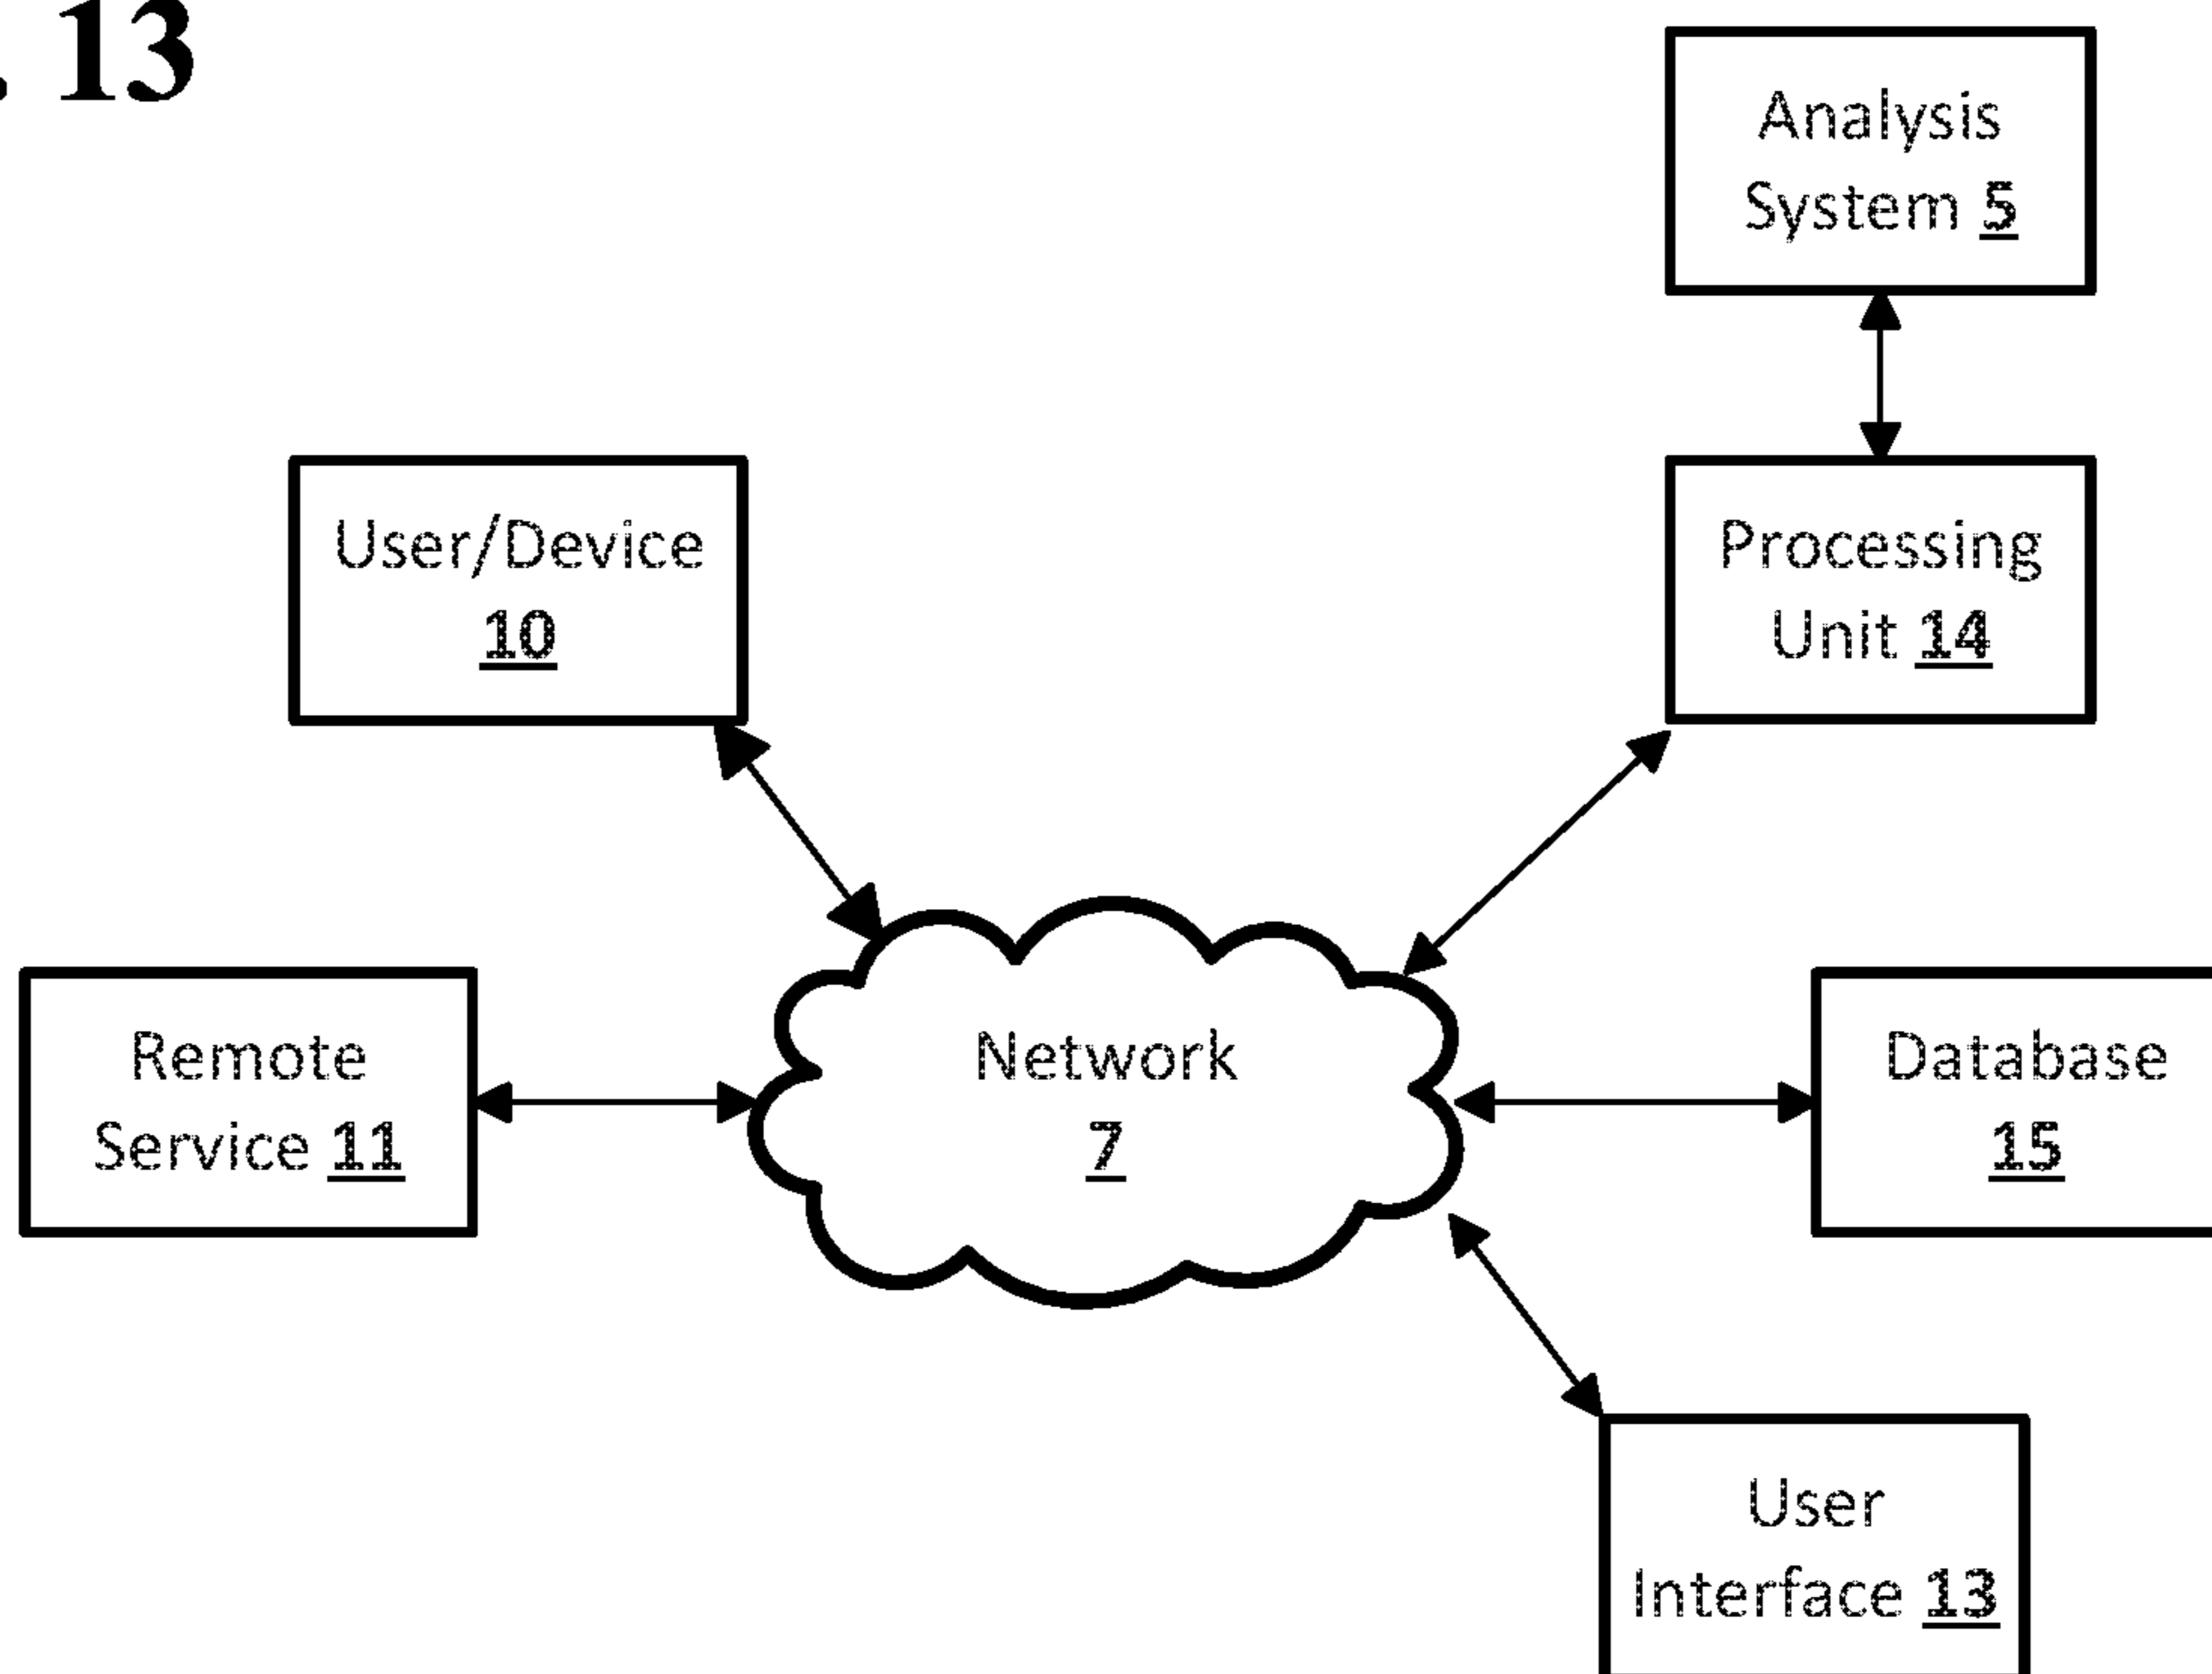 . 13
Analysis
System 5
User/Device
10
Processing
Unit 14
Remote
Service 11
Network
7
Database
15
User
Interface 13